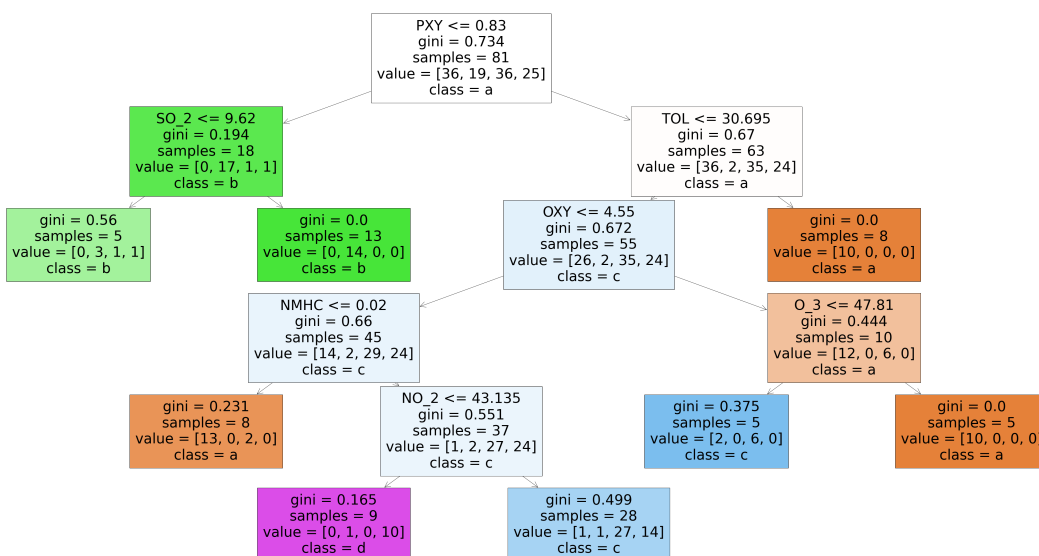 PXY <= 0.83
gini = 0.734
samples = 81
value = [36, 19, 36, 25]
class = a
SO_2 <= 9.62
gini = 0.194
samples = 18
value = [0, 17, 1, 1]
class = b
TOL <= 30.695
gini = 0.67
samples = 63
value = [36, 2, 35, 24]
class = a
gini = 0.56
samples = 5
value = [0, 3, 1, 1]
class = b
gini = 0.0
samples = 13
value = [0, 14, 0, 0]
class = b
OXY <= 4.55
gini = 0.672
samples = 55
value = [26, 2, 35, 24]
class = c
gini = 0.0
samples = 8
value = [10, 0, 0, 0]
class = a
NMHC <= 0.02
gini = 0.66
samples = 45
value = [14, 2, 29, 24]
class = c
O_3 <= 47.81
gini = 0.444
samples = 10
value = [12, 0, 6, 0]
class = a
gini = 0.231
samples = 8
value = [13, 0, 2, 0]
class = a
NO_2 <= 43.135
gini = 0.551
samples = 37
value = [1, 2, 27, 24]
class = c
gini = 0.375
samples = 5
value = [2, 0, 6, 0]
class = c
gini = 0.0
samples = 5
value = [10, 0, 0, 0]
class = a
gini = 0.165
samples = 9
value = [0, 1, 0, 10]
class = d
gini = 0.499
samples = 28
value = [1, 1, 27, 14]
class = c